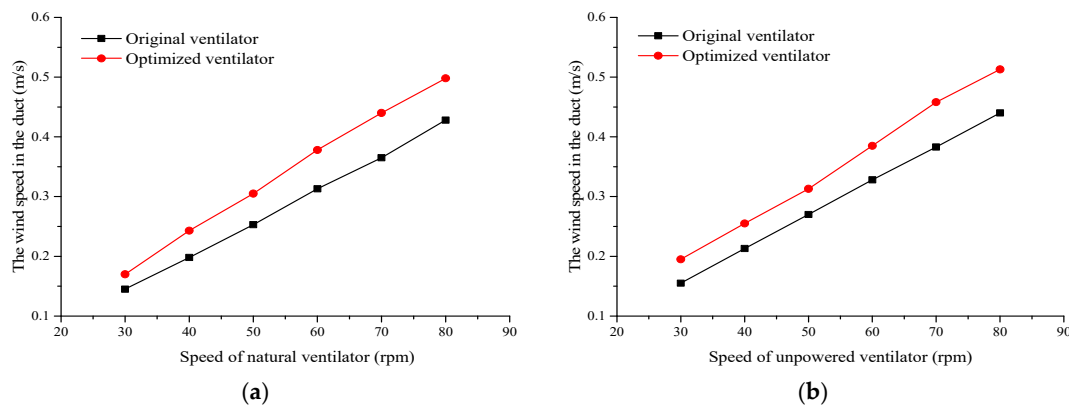 0.6
0.5
0.4
0.3
0.2
0.1
The wind speed in the duct (m/s)
Original ventilator
Optimized ventilator
20 30 40 50 60 70 80 90
Speed of natural ventilator (rpm)
(a)
0.6
0.5
0.4
0.3
0.2
0.1
The wind speed in the duct (m/s)
Original ventilator
Optimized ventilator
20 30 40 50 60 70 80 90
Speed of unpowered ventilator (rpm)
(b)